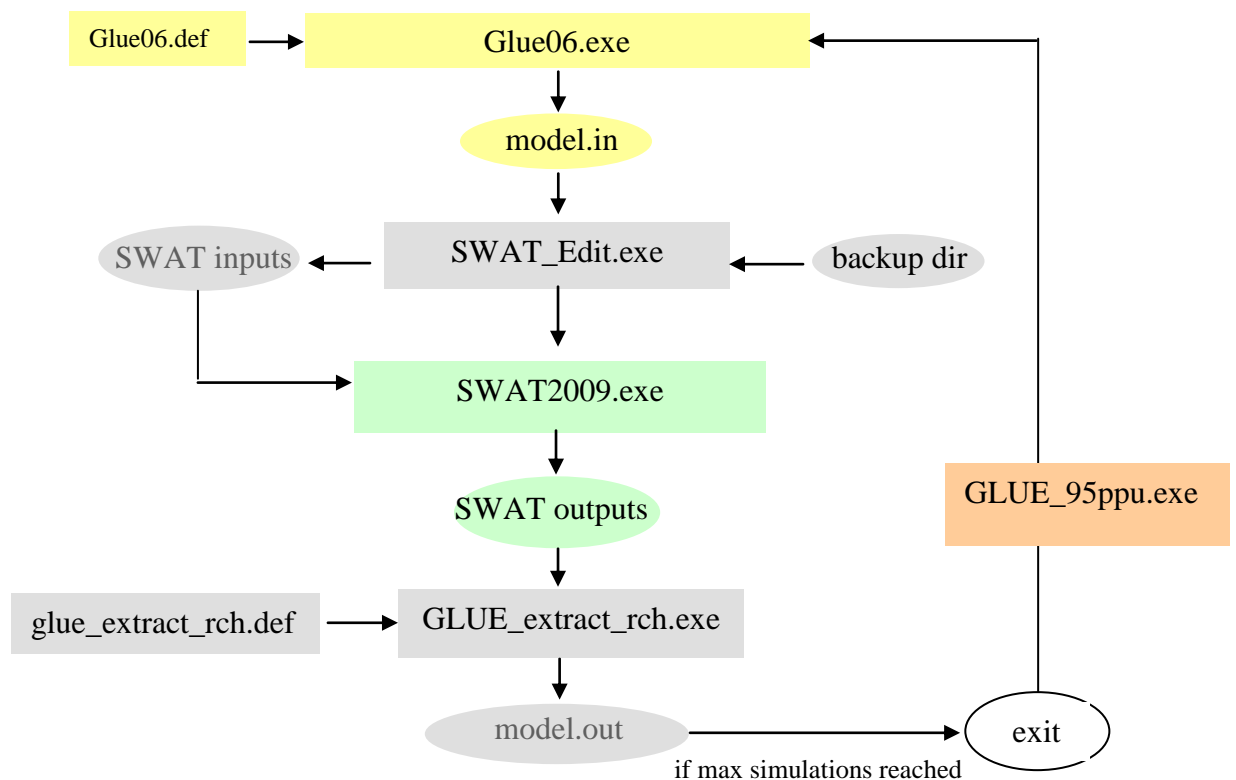 Glue06.def
Glue06.exe
model.in
SWAT inputs
SWAT_Edit.exe
backup dir
SWAT2009.exe
GLUE_95ppu.exe
SWAT outputs
glue_extract_rch.def
GLUE_extract_rch.exe
model.out
exit
if max simulations reached